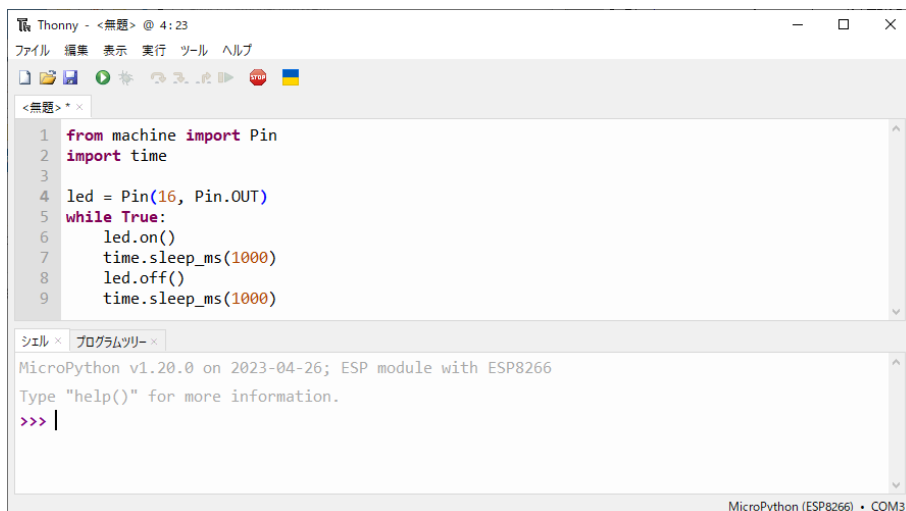 Thonny - <無題> @ 4:23
ファイル 編集 表示 実行 ツール ヘルプ
STOP
<無題> * ×
1 from machine import Pin
2 import time
3
4 led = Pin(16, Pin.OUT)
5 while True:
6     led.on()
7     time.sleep_ms(1000)
8     led.off()
9     time.sleep_ms(1000)
シェル × プログラムツリー ×
MicroPython v1.20.0 on 2023-04-26; ESP module with ESP8266
Type "help()" for more information.
>>>
MicroPython (ESP8266) • COM3